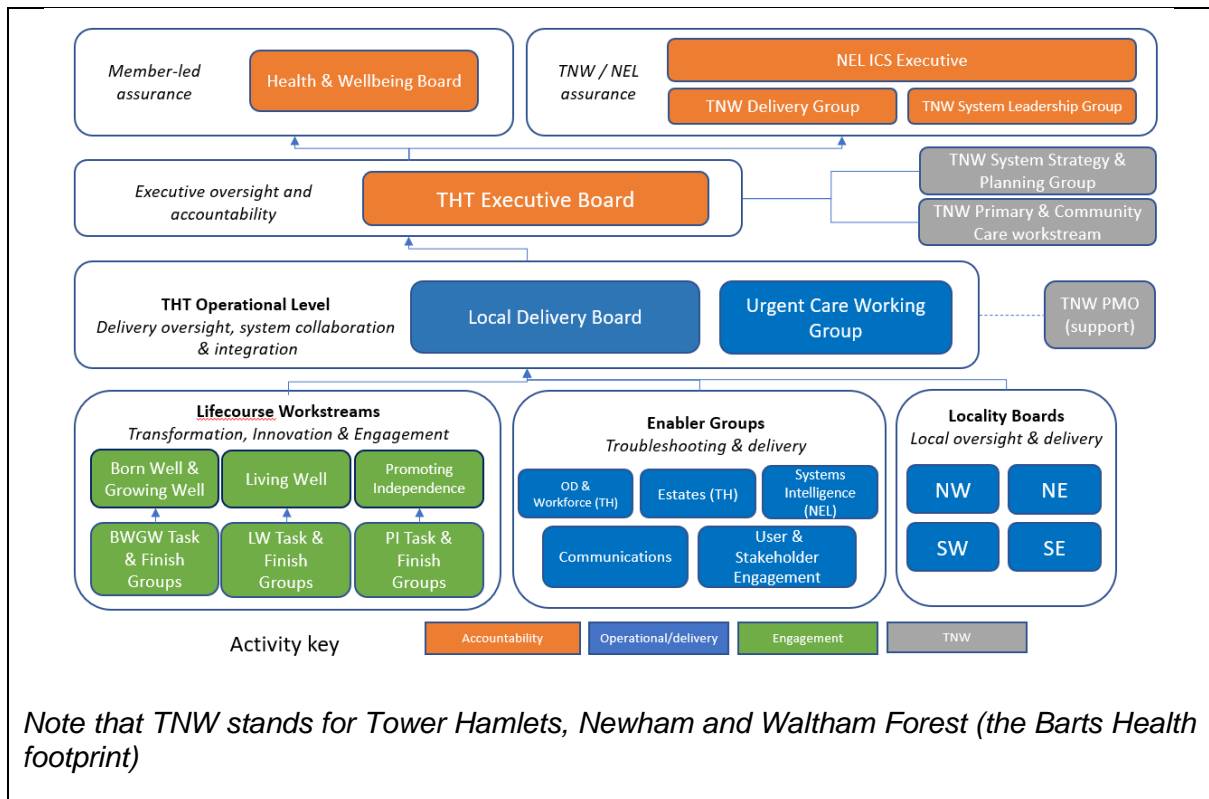 Member-led
assurance
Health & Wellbeing Board
TNW / NEL
assurance
NEL ICS Executive
TNW Delivery Group
TNW System Leadership Group
Executive oversight and
accountability
THT Executive Board
TNW System Strategy &
Planning Group
TNW Primary & Community
Care workstream
THT Operational Level
Delivery oversight, system collaboration
& integration
Local Delivery Board
Urgent Care Working
Group
TNW PMO
(support)
Lifecourse Workstreams
Transformation, Innovation & Engagement
Born Well &
Growing Well
Living Well
Promoting
Independence
BWGW Task
& Finish
Groups
LW Task &
Finish
Groups
PI Task &
Finish
Groups
Enabler Groups
Troubleshooting & delivery
OD &
Workforce (TH)
Estates (TH)
Systems
Intelligence
(NEL)
Communications
User &
Stakeholder
Engagement
Locality Boards
Local oversight & delivery
NW
NE
SW
SE
Activity key
Accountability
Operational/delivery
Engagement
TNW
Note that TNW stands for Tower Hamlets, Newham and Waltham Forest (the Barts Health
footprint)